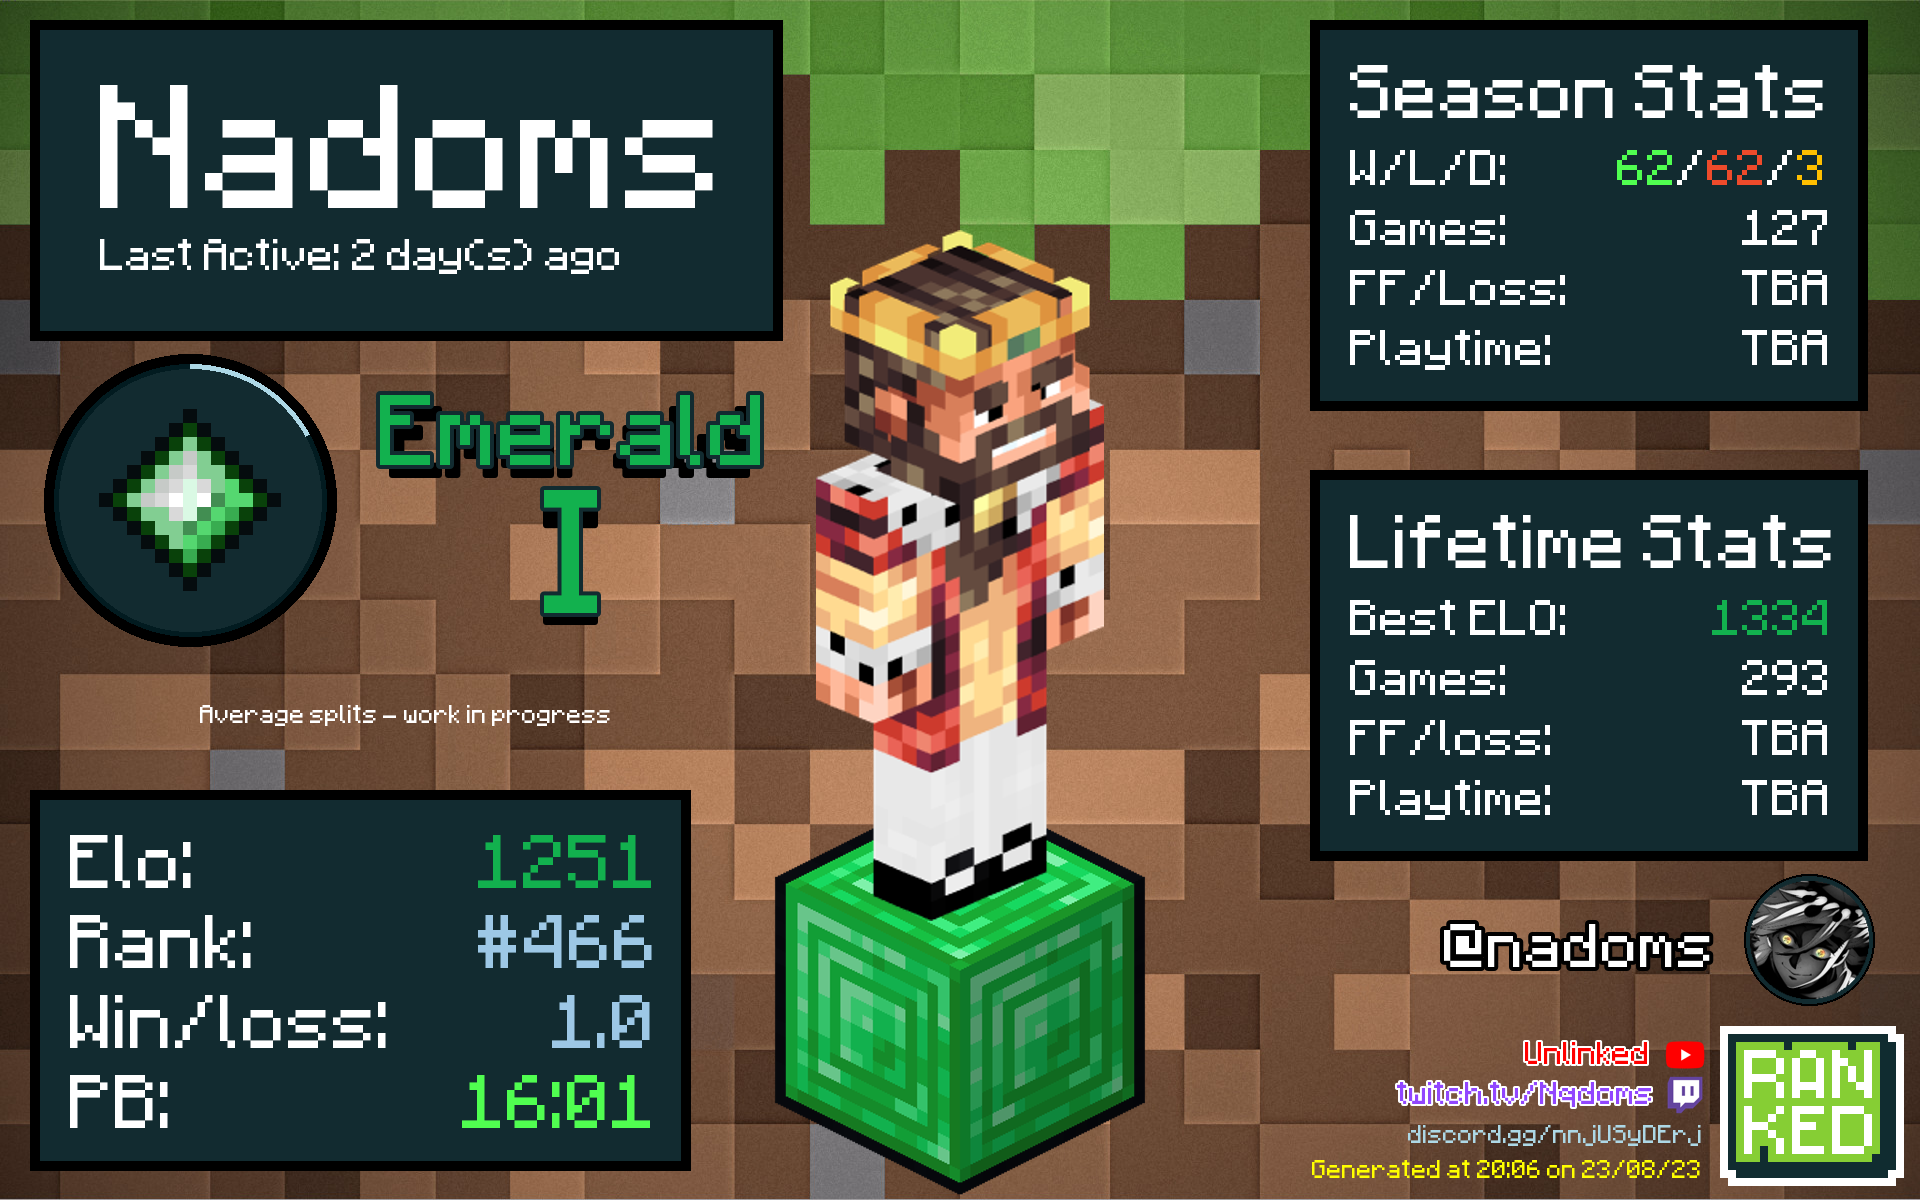 Nadoms
Last Active: 2 day(s) ago
Emerald
I
Average splits - work in progress
Elo: 1251
Rank: #466
Win/loss: 1.0
PB: 16:01
Season Stats
W/L/D: 62/62/3
Games: 127
FF/Loss: TBA
Playtime: TBA
Lifetime Stats
Best ELO: 1334
Games: 293
FF/loss: TBA
Playtime: TBA
@nadoms
Unlinked
twitch.tv/Nqdoms
discord.gg/nnjUSyDErj
Generated at 20:06 on 23/08/23
RAN
KED